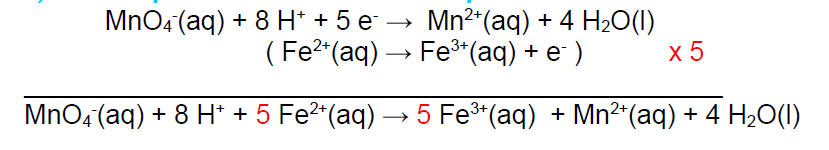 MnO₄⁻(aq) + 8 H⁺ + 5 e⁻ → Mn²⁺(aq) + 4 H₂O(l)
( Fe²⁺(aq) → Fe³⁺(aq) + e⁻ ) x 5
MnO₄⁻(aq) + 8 H⁺ + 5 Fe²⁺(aq) → 5 Fe³⁺(aq) + Mn²⁺(aq) + 4 H₂O(l)